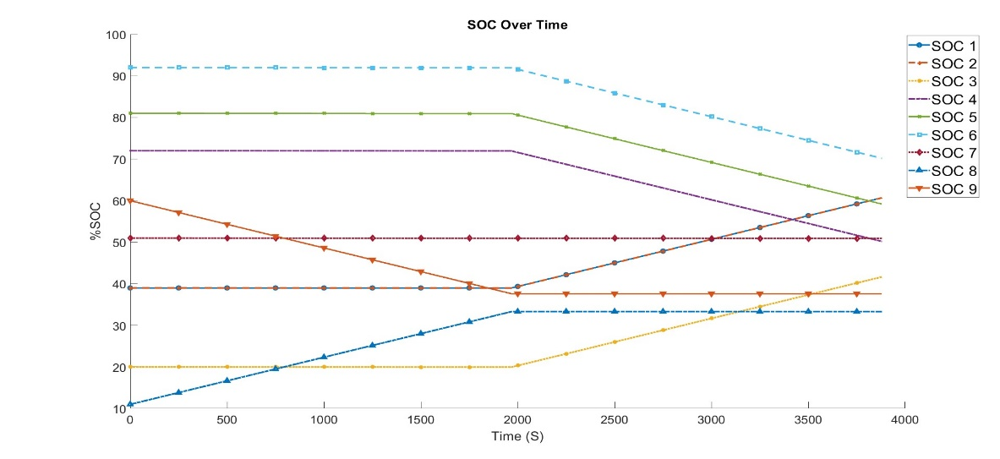 SOC Over Time
100
90
80
70
60
50
40
30
20
10
%SOC
0
500
1000
1500
2000
2500
3000
3500
4000
Time (S)
SOC 1
SOC 2
SOC 3
SOC 4
SOC 5
SOC 6
SOC 7
SOC 8
SOC 9